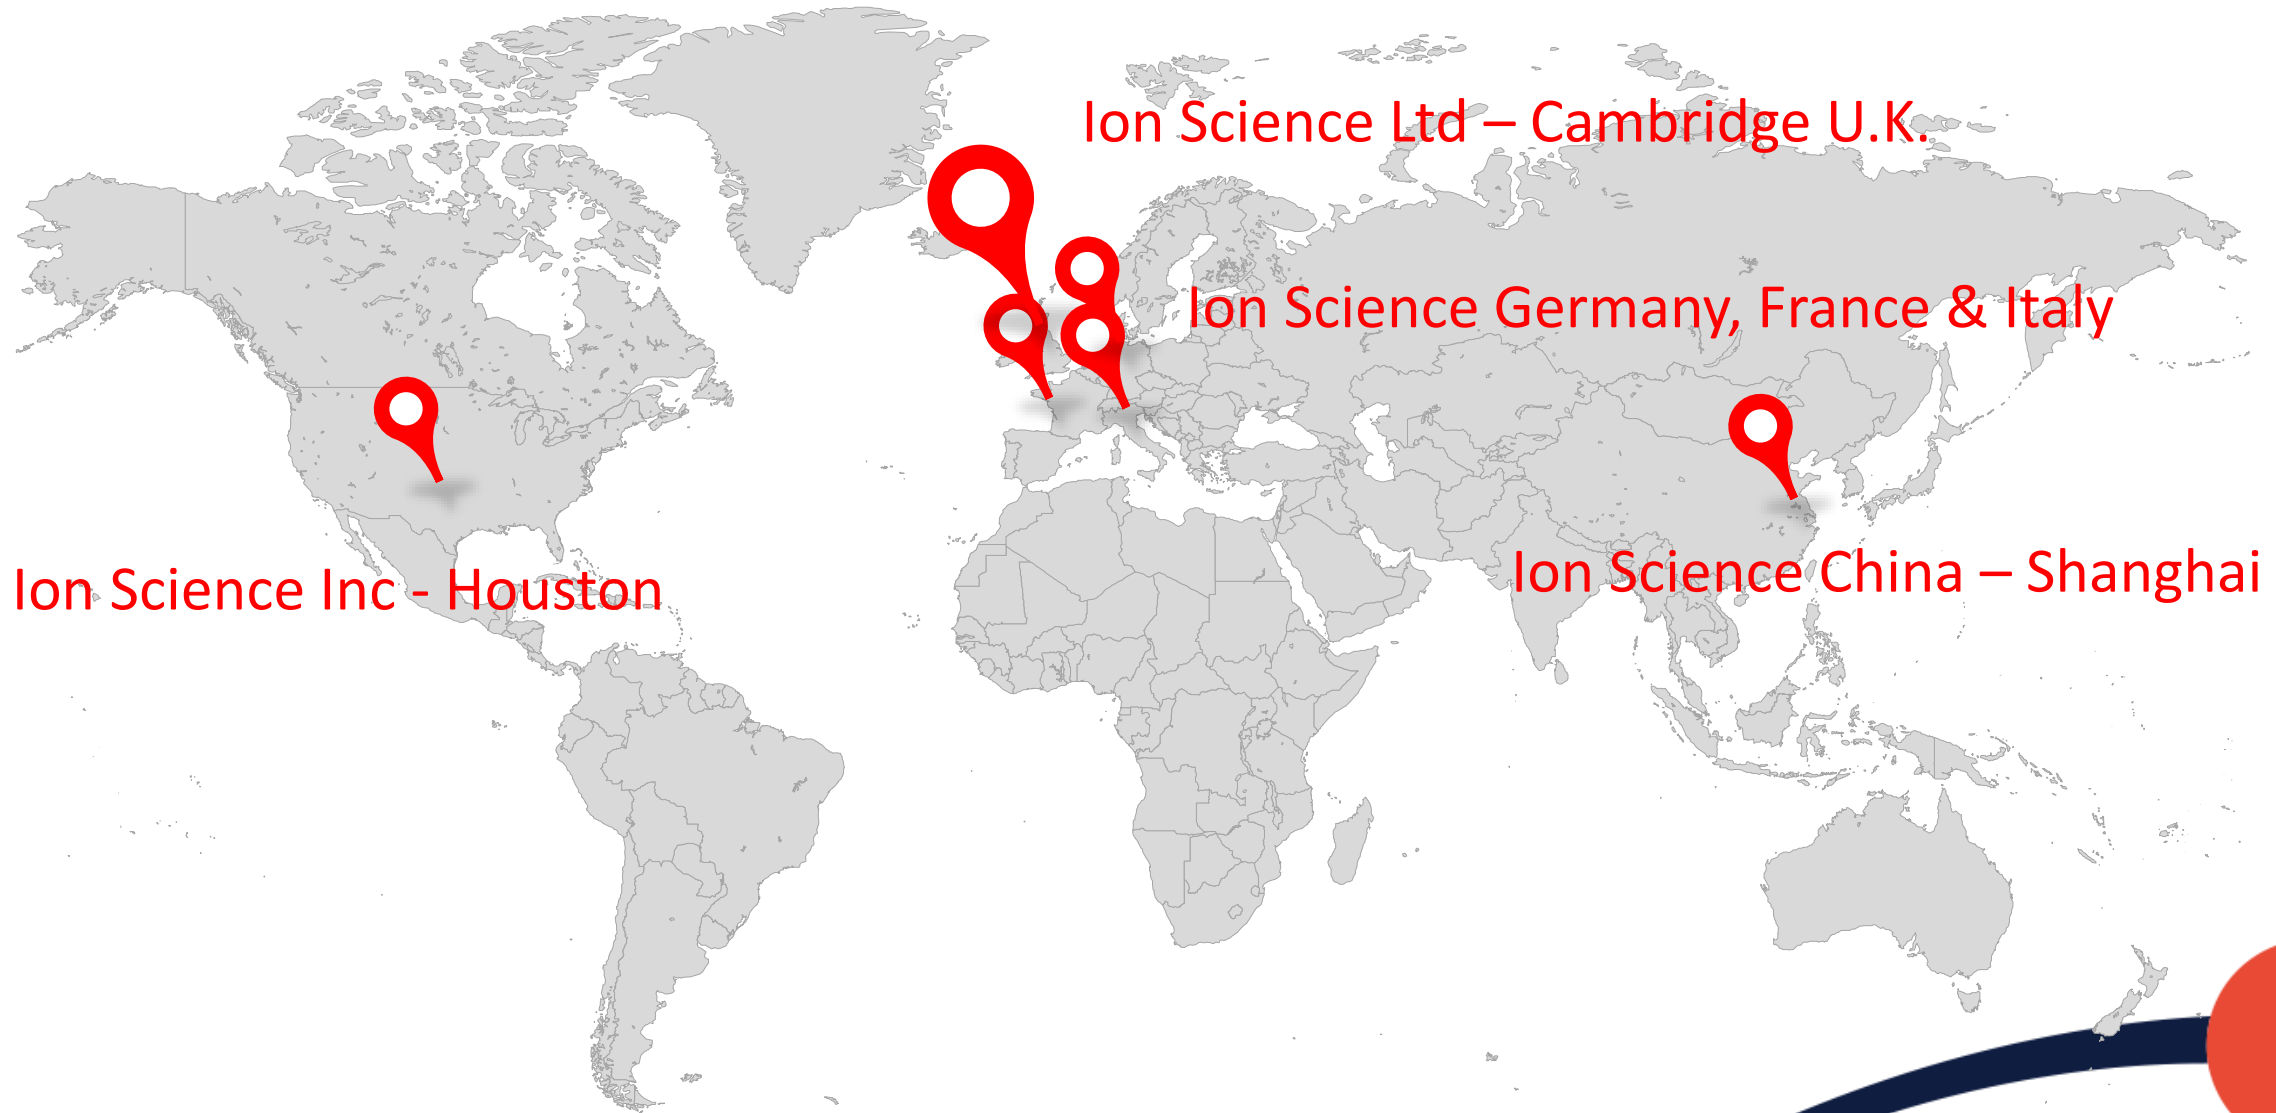 Ion Science Ltd – Cambridge U.K.
Ion Science Germany, France & Italy
Ion Science Inc - Houston
Ion Science China – Shanghai